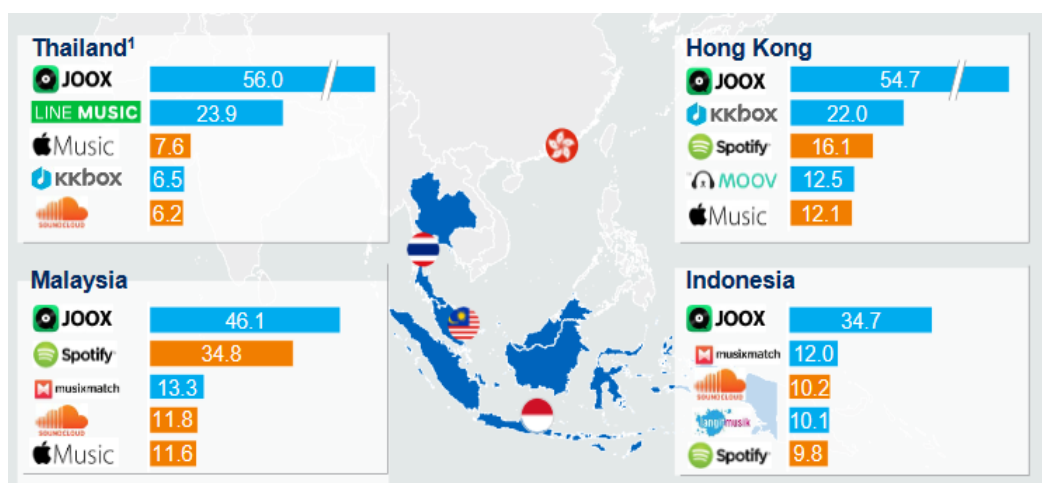 Thailand¹
JOOX 56.0
LINE MUSIC 23.9
Music 7.6
KKBOX 6.5
SOUNDCLOUD 6.2
Hong Kong
JOOX 54.7
KKBOX 22.0
Spotify 16.1
MOOV 12.5
Music 12.1
Malaysia
JOOX 46.1
Spotify 34.8
musixmatch 13.3
SOUNDCLOUD 11.8
Music 11.6
Indonesia
JOOX 34.7
musixmatch 12.0
SOUNDCLOUD 10.2
langitmusik 10.1
Spotify 9.8